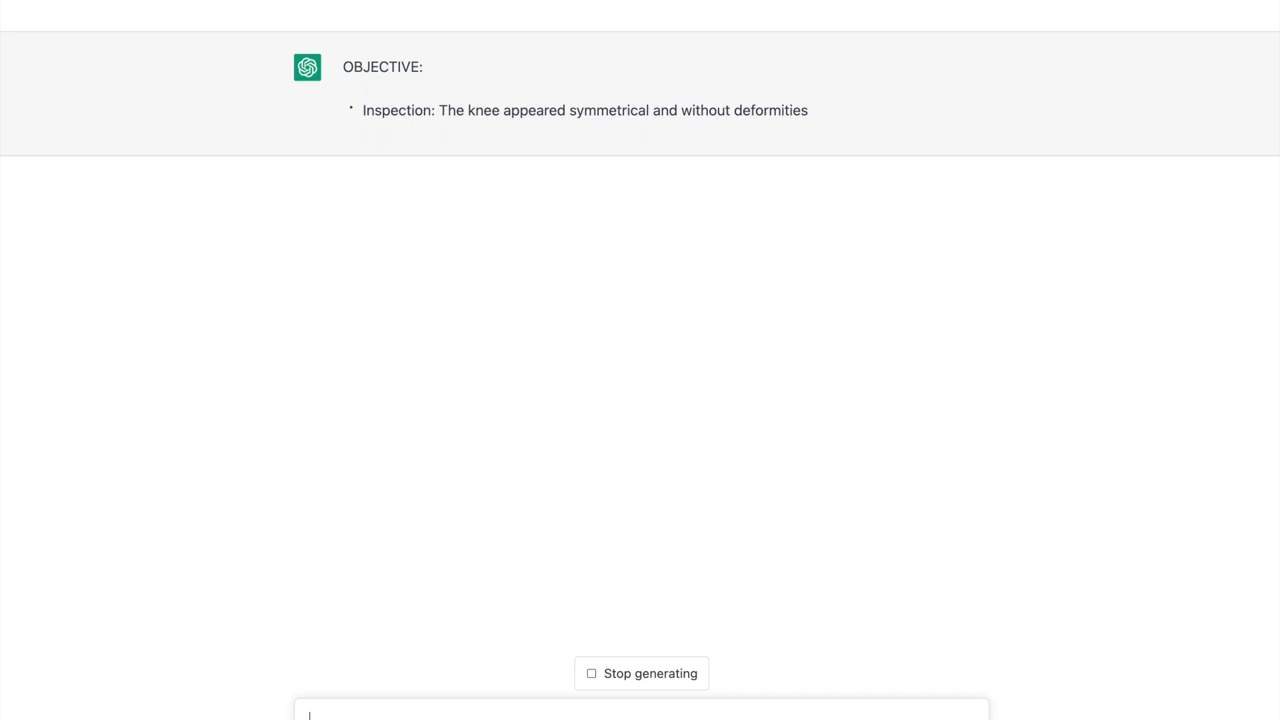 OBJECTIVE:
• Inspection: The knee appeared symmetrical and without deformities
Stop generating